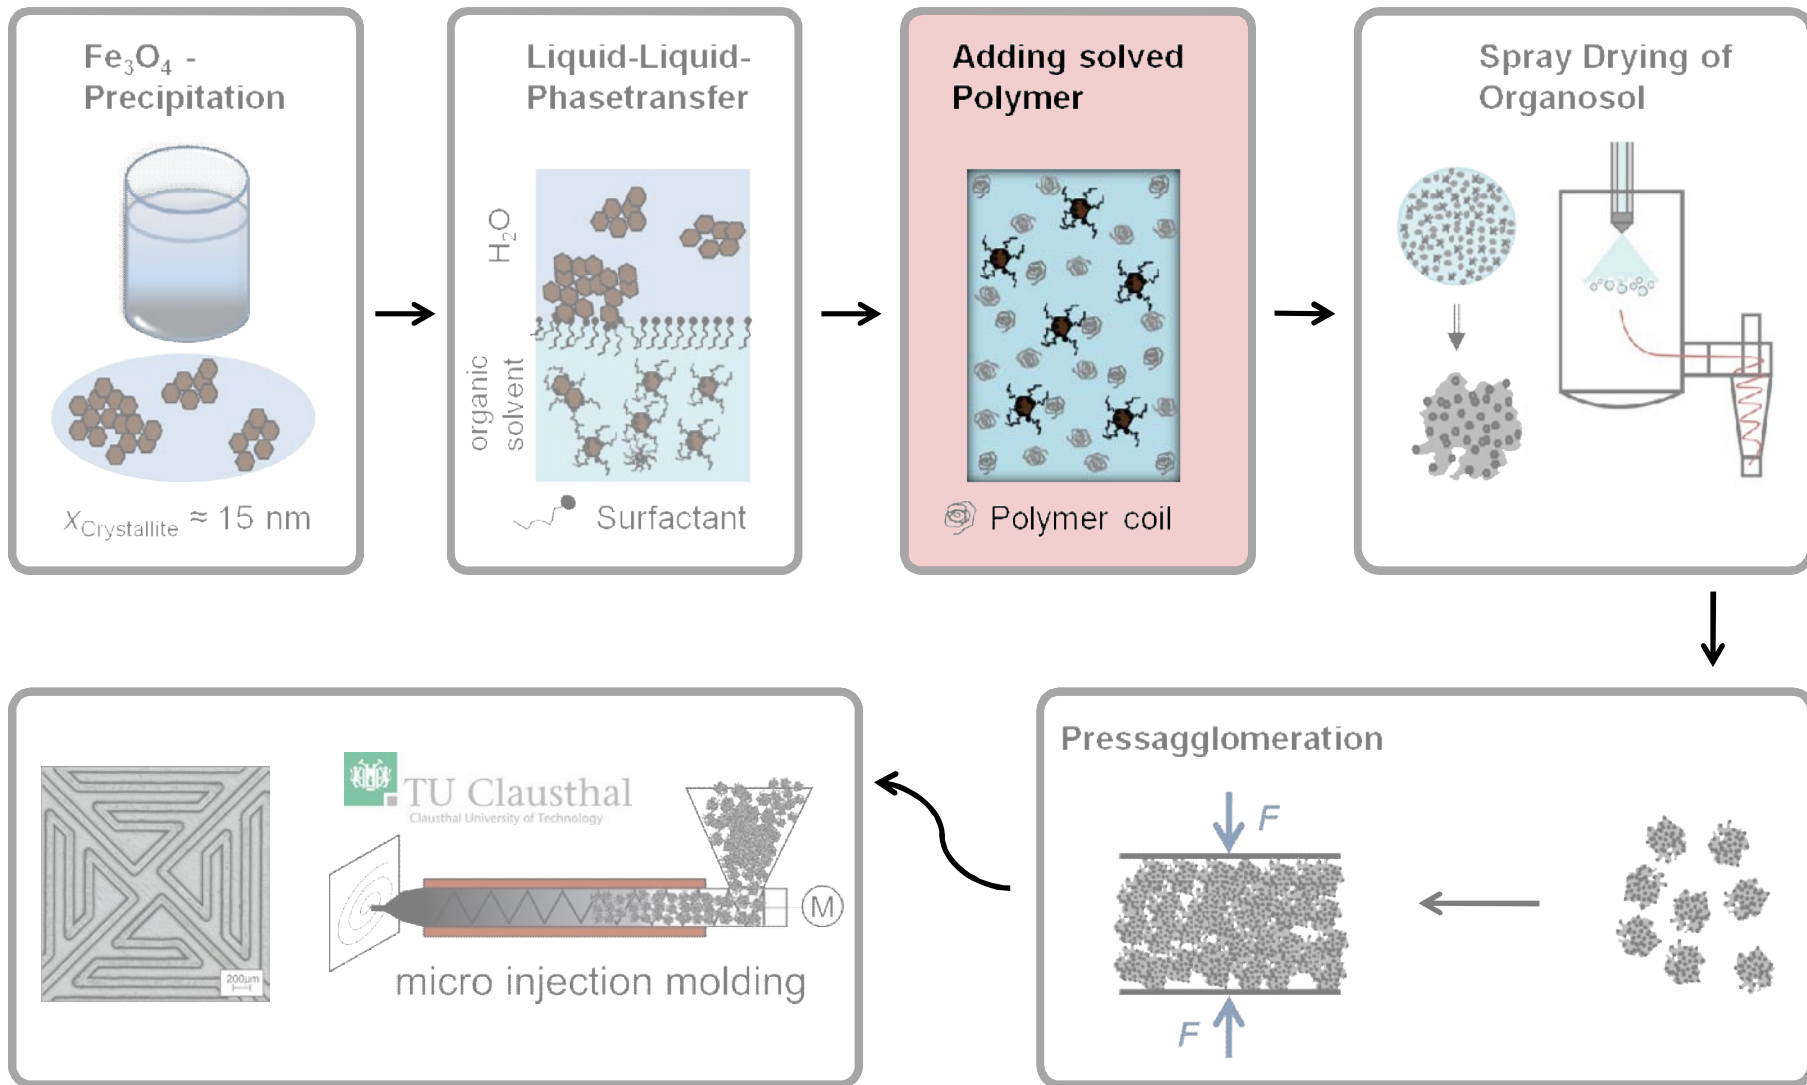 Fe₃O₄ -
Precipitation
x_Crystallite ≈ 15 nm
Liquid-Liquid-
Phasetransfer
H₂O
organic
solvent
Surfactant
Adding solved
Polymer
Polymer coil
Spray Drying of
Organosol
Pressagglomeration
F
F
TU Clausthal
Clausthal University of Technology
M
200µm
micro injection molding